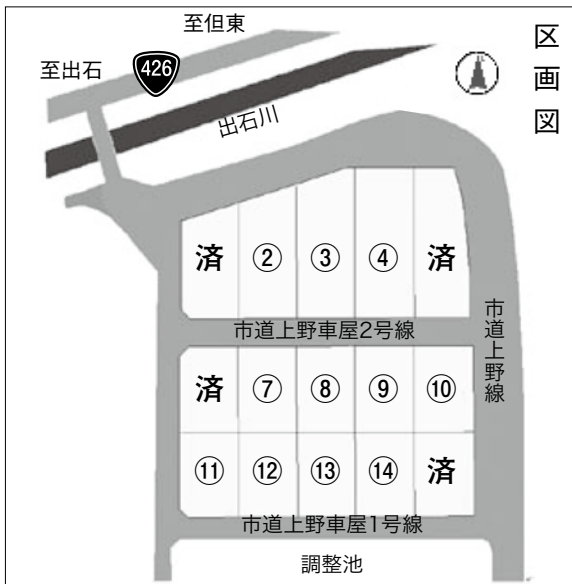 区画図
至但東
至出石
426
出石川
済 ② ③ ④ 済
市道上野車屋2号線
市道上野線
済 ⑦ ⑧ ⑨ ⑩
⑪ ⑫ ⑬ ⑭ 済
市道上野車屋1号線
調整池